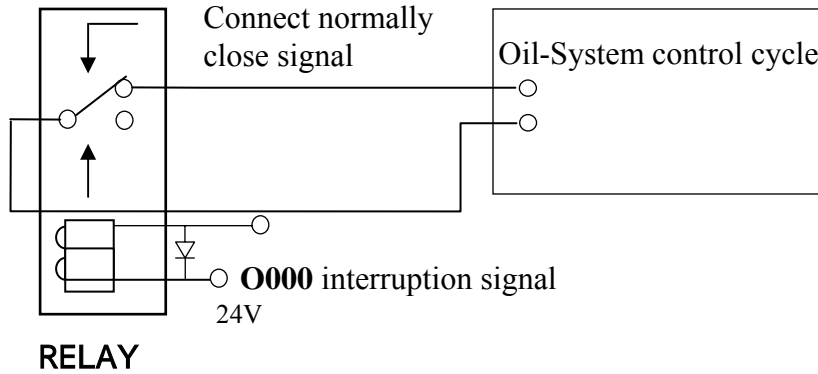 Connect normally
close signal
Oil-System control cycle
O000 interruption signal
24V
RELAY